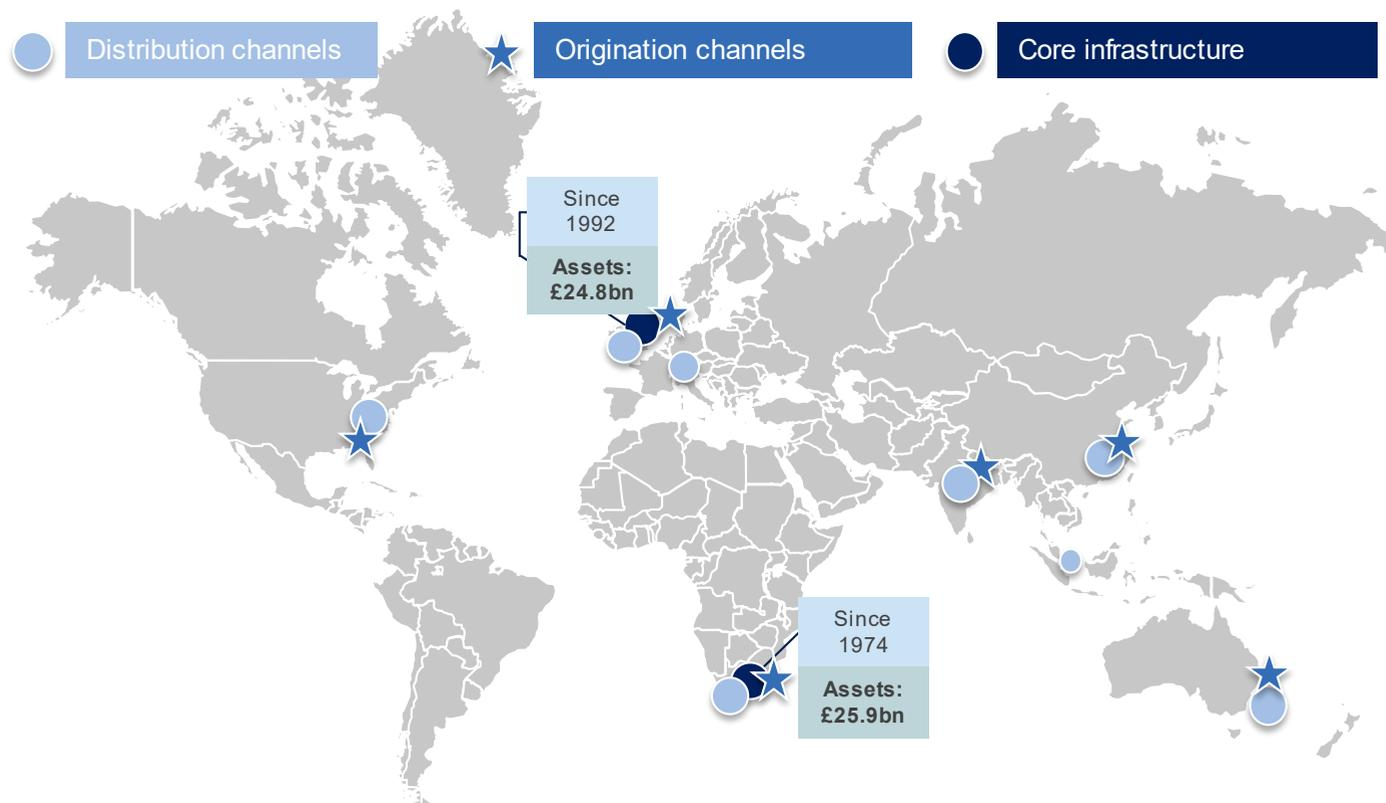 Distribution channels
Origination channels
Core infrastructure
Since
1992
Assets:
£24.8bn
Since
1974
Assets:
£25.9bn